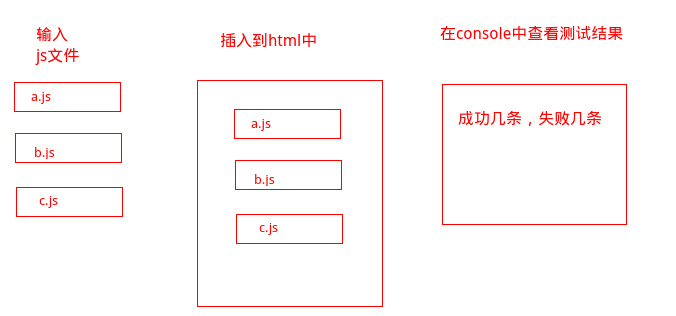 输入
js文件
a.js
b.js
c.js
插入到html中
a.js
b.js
c.js
在console中查看测试结果
成功几条，失败几条